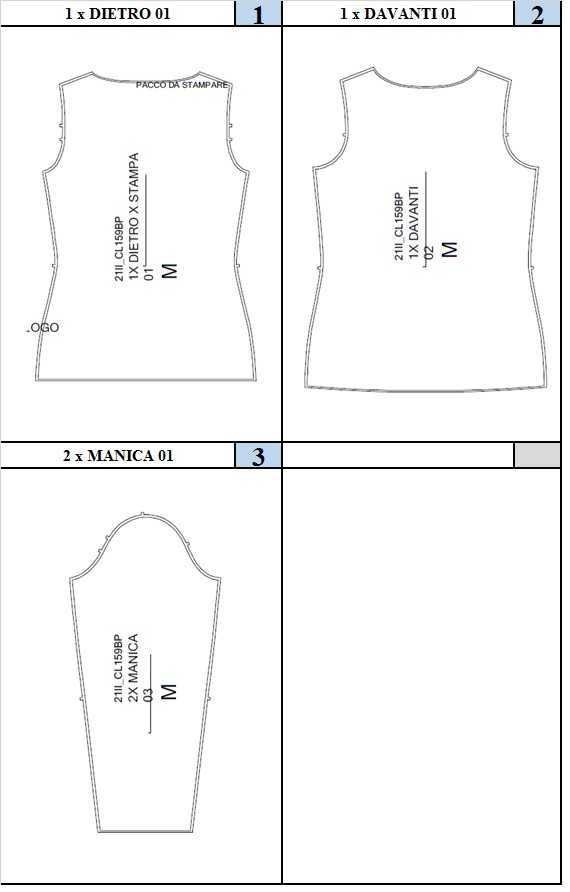 1 x DIETRO 01
1
1 x DAVANTI 01
2
PACCO DA STAMPARE
21II_CL159BP
1X DIETRO X STAMPA
01
M
LOGO
21II_CL159BP
1X DAVANTI
02
M
2 x MANICA 01
3
21II_CL159BP
2X MANICA
03
M